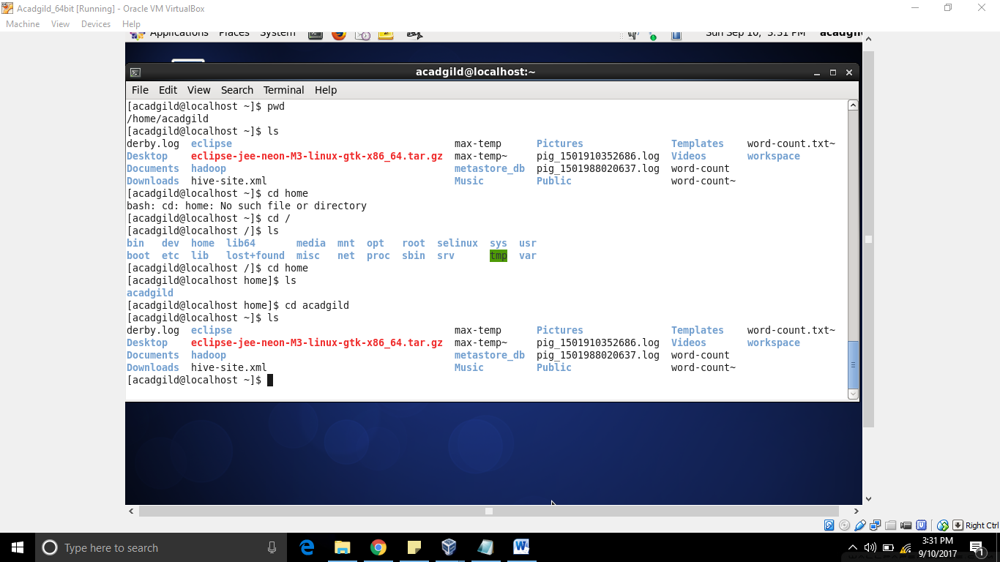 Acadgild_64bit [Running] - Oracle VM VirtualBox
Machine View Devices Help
Applications Places System Sun Sep 10, 3:31 PM acadgild
acadgild@localhost:~
File Edit View Search Terminal Help
[acadgild@localhost ~]$ pwd
/home/acadgild
[acadgild@localhost ~]$ ls
derby.log eclipse max-temp Pictures Templates word-count.txt~
Desktop eclipse-jee-neon-M3-linux-gtk-x86_64.tar.gz max-temp~ pig_1501910352686.log Videos workspace
Documents hadoop metastore_db pig_1501988020637.log word-count
Downloads hive-site.xml Music Public word-count~
[acadgild@localhost ~]$ cd home
bash: cd: home: No such file or directory
[acadgild@localhost ~]$ cd /
[acadgild@localhost /]$ ls
bin dev home lib64 media mnt opt root selinux sys usr
boot etc lib lost+found misc net proc sbin srv tmp var
[acadgild@localhost /]$ cd home
[acadgild@localhost home]$ ls
acadgild
[acadgild@localhost home]$ cd acadgild
[acadgild@localhost ~]$ ls
derby.log eclipse max-temp Pictures Templates word-count.txt~
Desktop eclipse-jee-neon-M3-linux-gtk-x86_64.tar.gz max-temp~ pig_1501910352686.log Videos workspace
Documents hadoop metastore_db pig_1501988020637.log word-count
Downloads hive-site.xml Music Public word-count~
[acadgild@localhost ~]$
Right Ctrl
Type here to search
3:31 PM
9/10/2017
1